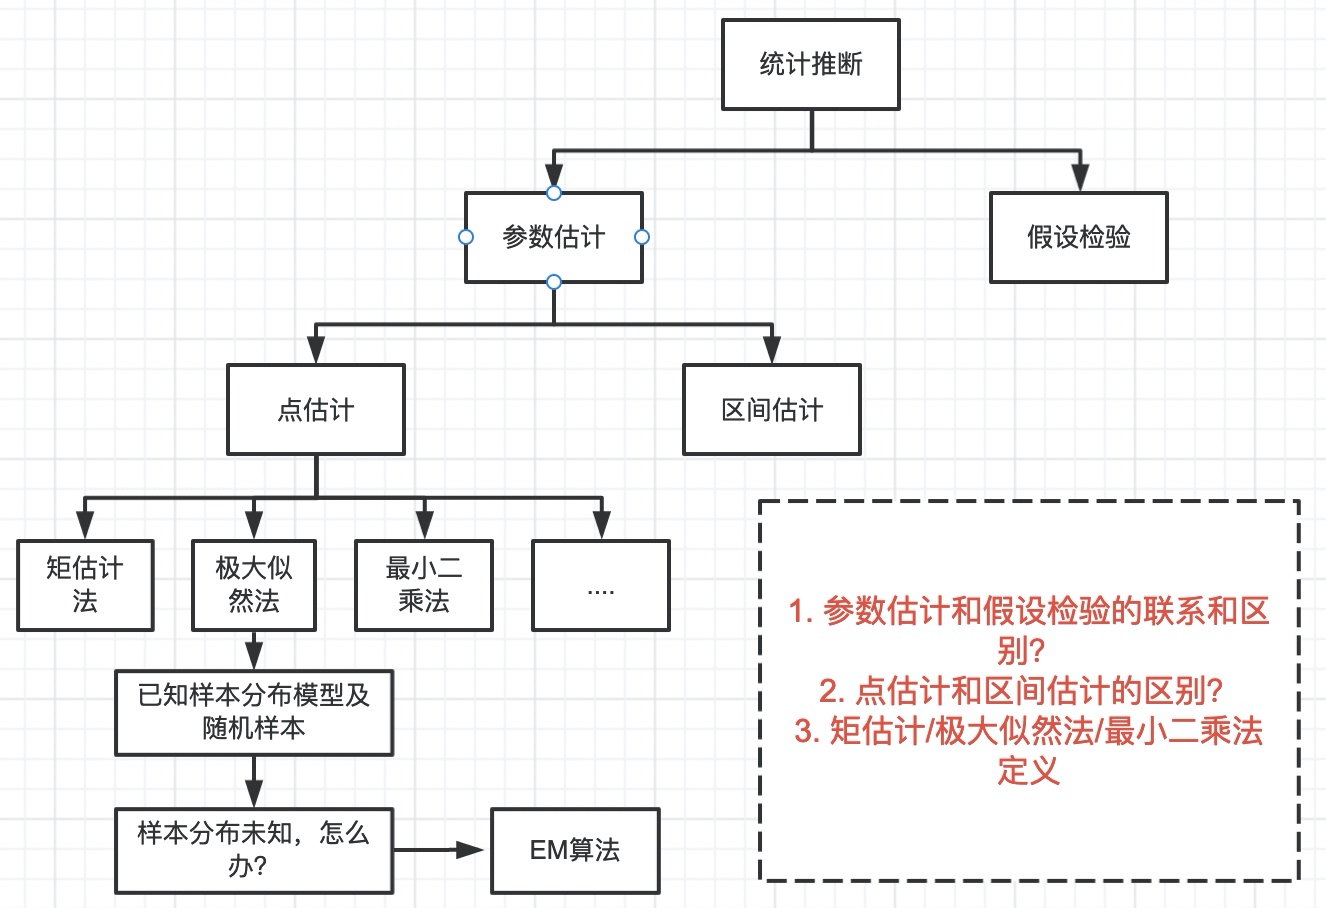 统计推断
参数估计
假设检验
点估计
区间估计
矩估计
法
极大似
然法
最小二
乘法
....
已知样本分布模型及
随机样本
样本分布未知，怎么
办?
EM算法
1. 参数估计和假设检验的联系和区
别?
2. 点估计和区间估计的区别?
3. 矩估计/极大似然法/最小二乘法
定义